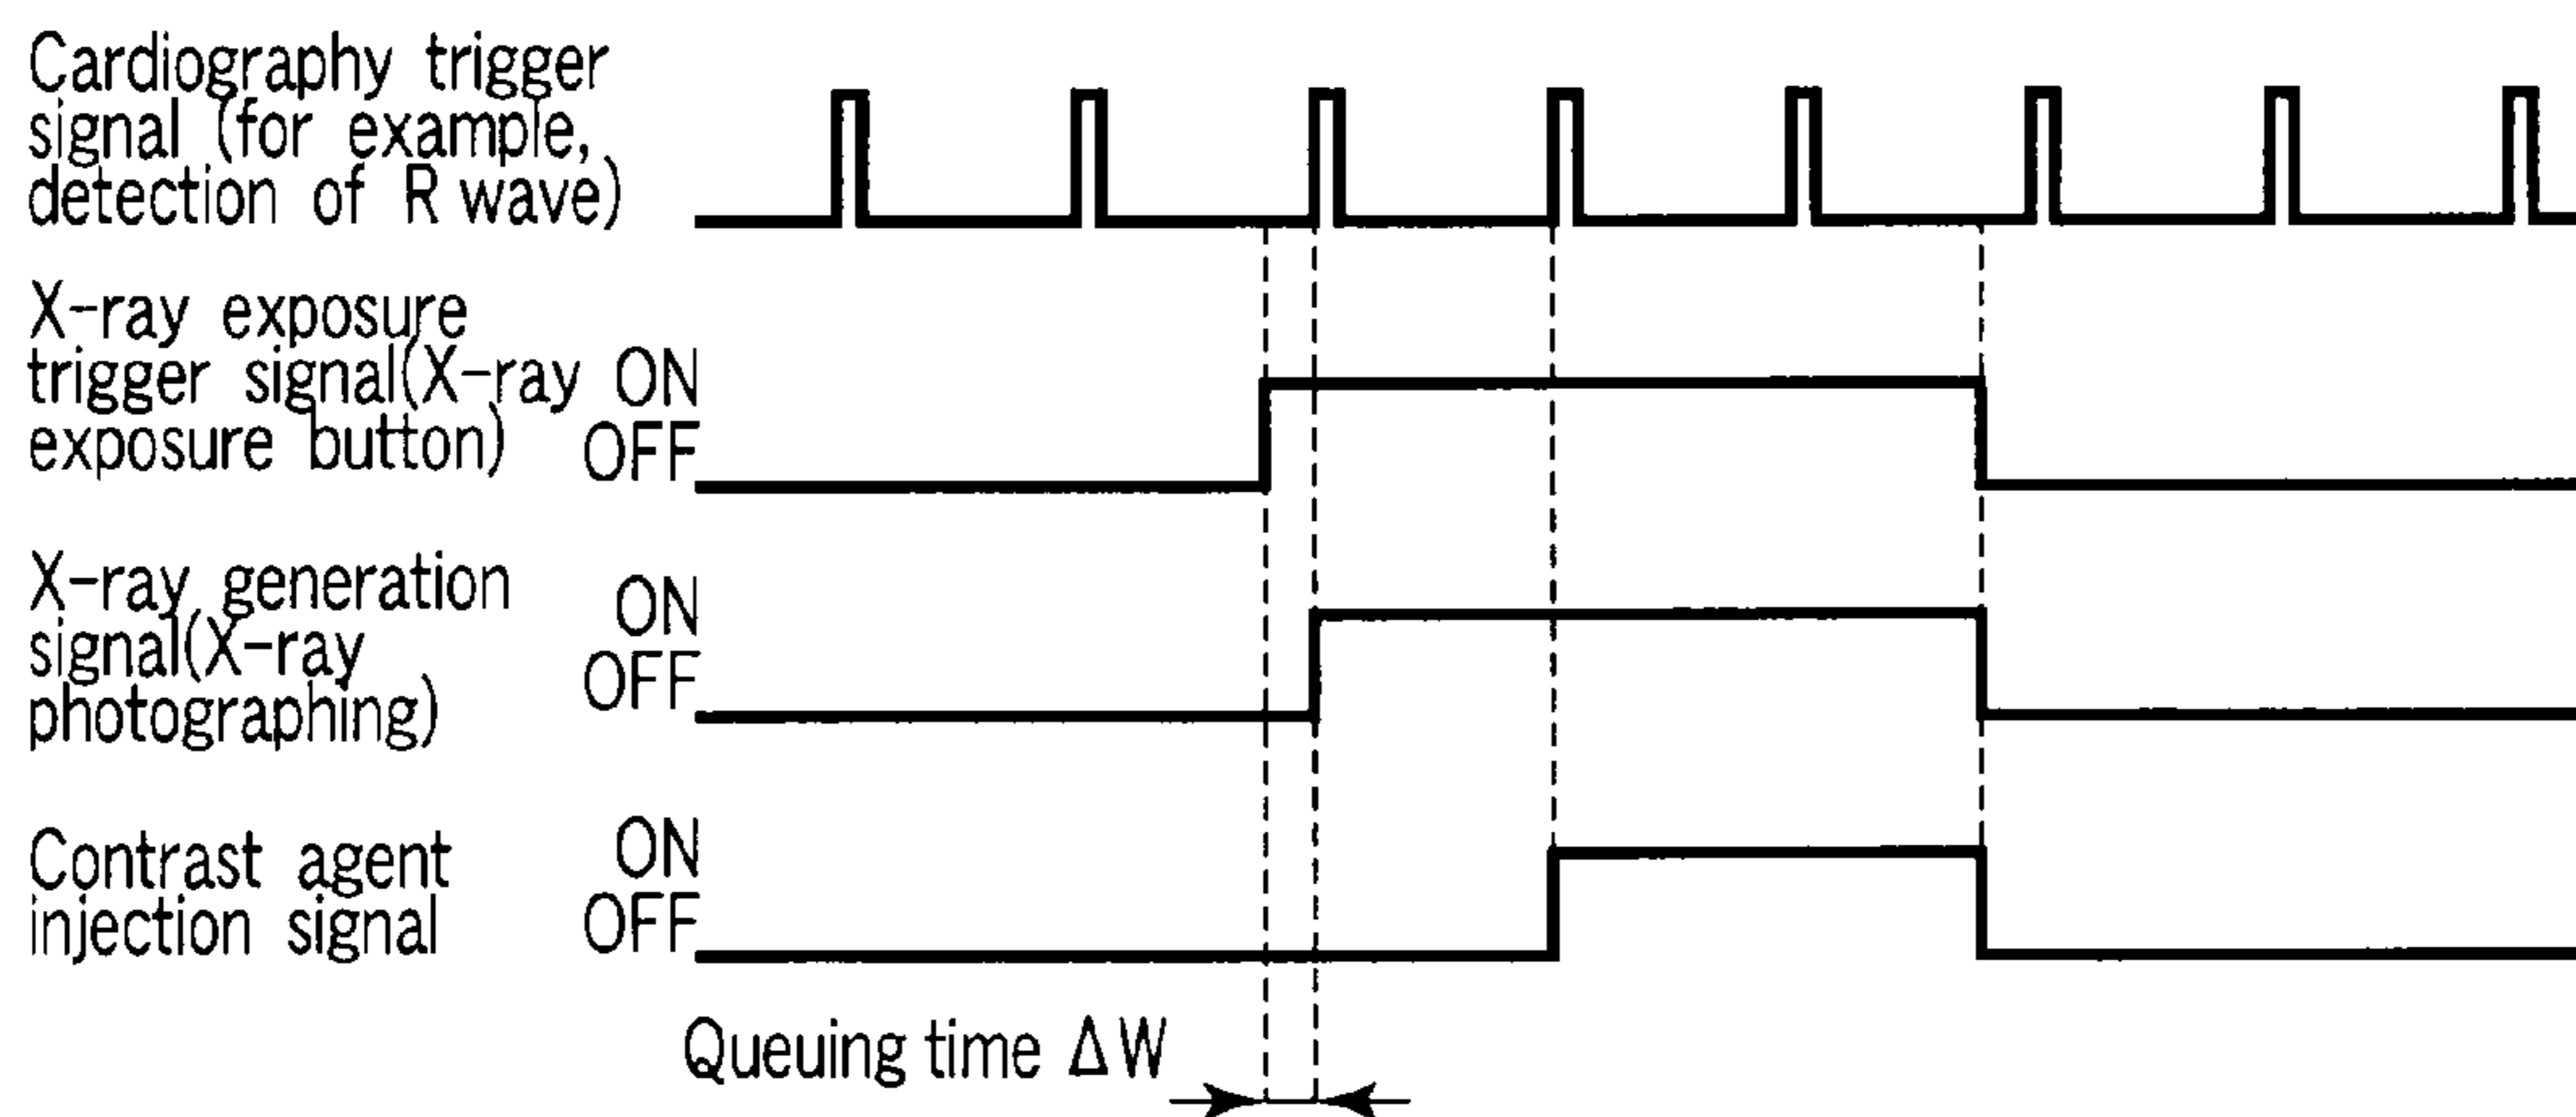 Cardiography trigger
signal (for example,
detection of R wave)
X-ray exposure
trigger signal(X-ray ON
exposure button) OFF
X-ray generation
ON
signal(X-ray
OFF
photographing)
ON
Contrast agent
OFF
injection signal
Queuing time ΔW